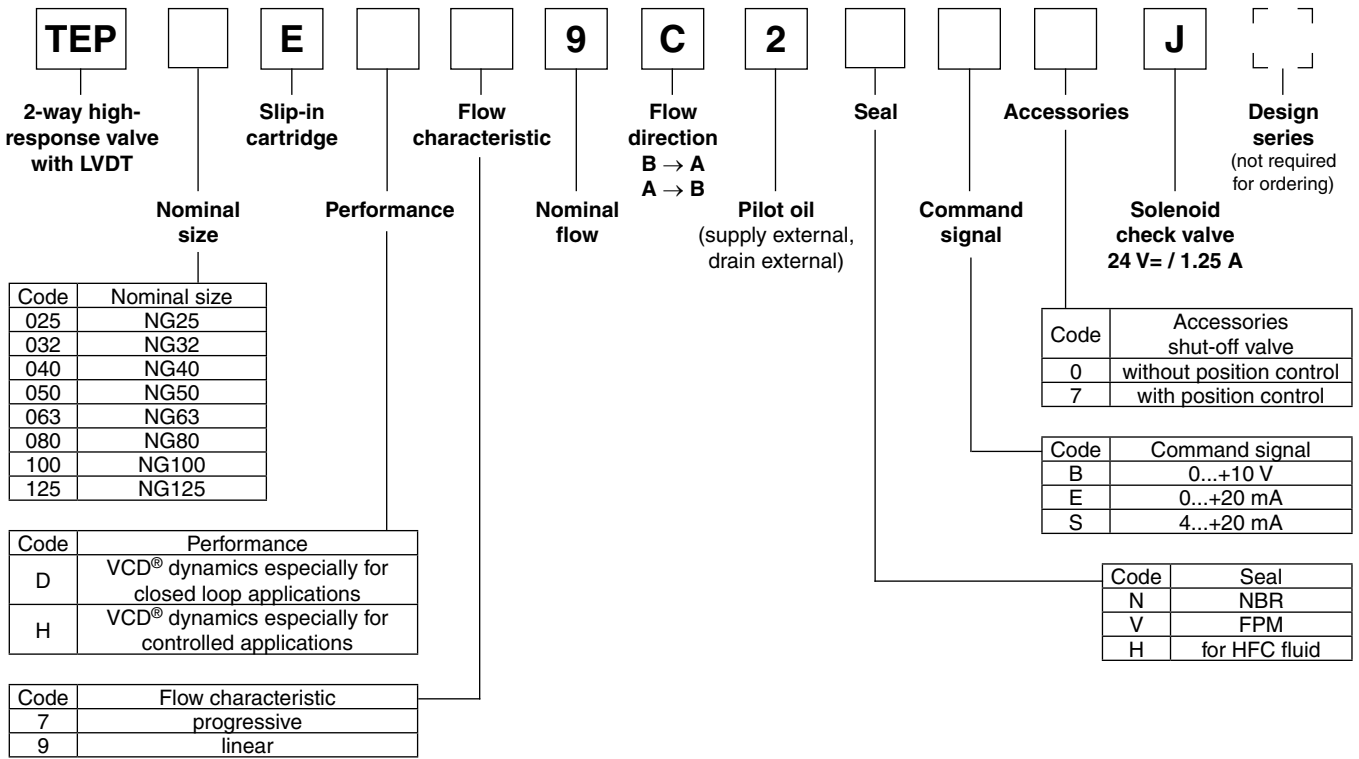 TEP E 9 C 2 J
2-way high-
response valve
with LVDT
Slip-in
cartridge
Flow
characteristic
Flow
direction
B → A
A → B
Seal
Accessories
Design
series
(not required
for ordering)
Nominal
size
Performance
Nominal
flow
Pilot oil
(supply external,
drain external)
Command
signal
Solenoid
check valve
24 V= / 1.25 A
Code Nominal size
025 NG25
032 NG32
040 NG40
050 NG50
063 NG63
080 NG80
100 NG100
125 NG125
Code Accessories
shut-off valve
0 without position control
7 with position control
Code Command signal
B 0...+10 V
E 0...+20 mA
S 4...+20 mA
Code Performance
D VCD® dynamics especially for
closed loop applications
H VCD® dynamics especially for
controlled applications
Code Seal
N NBR
V FPM
H for HFC fluid
Code Flow characteristic
7 progressive
9 linear